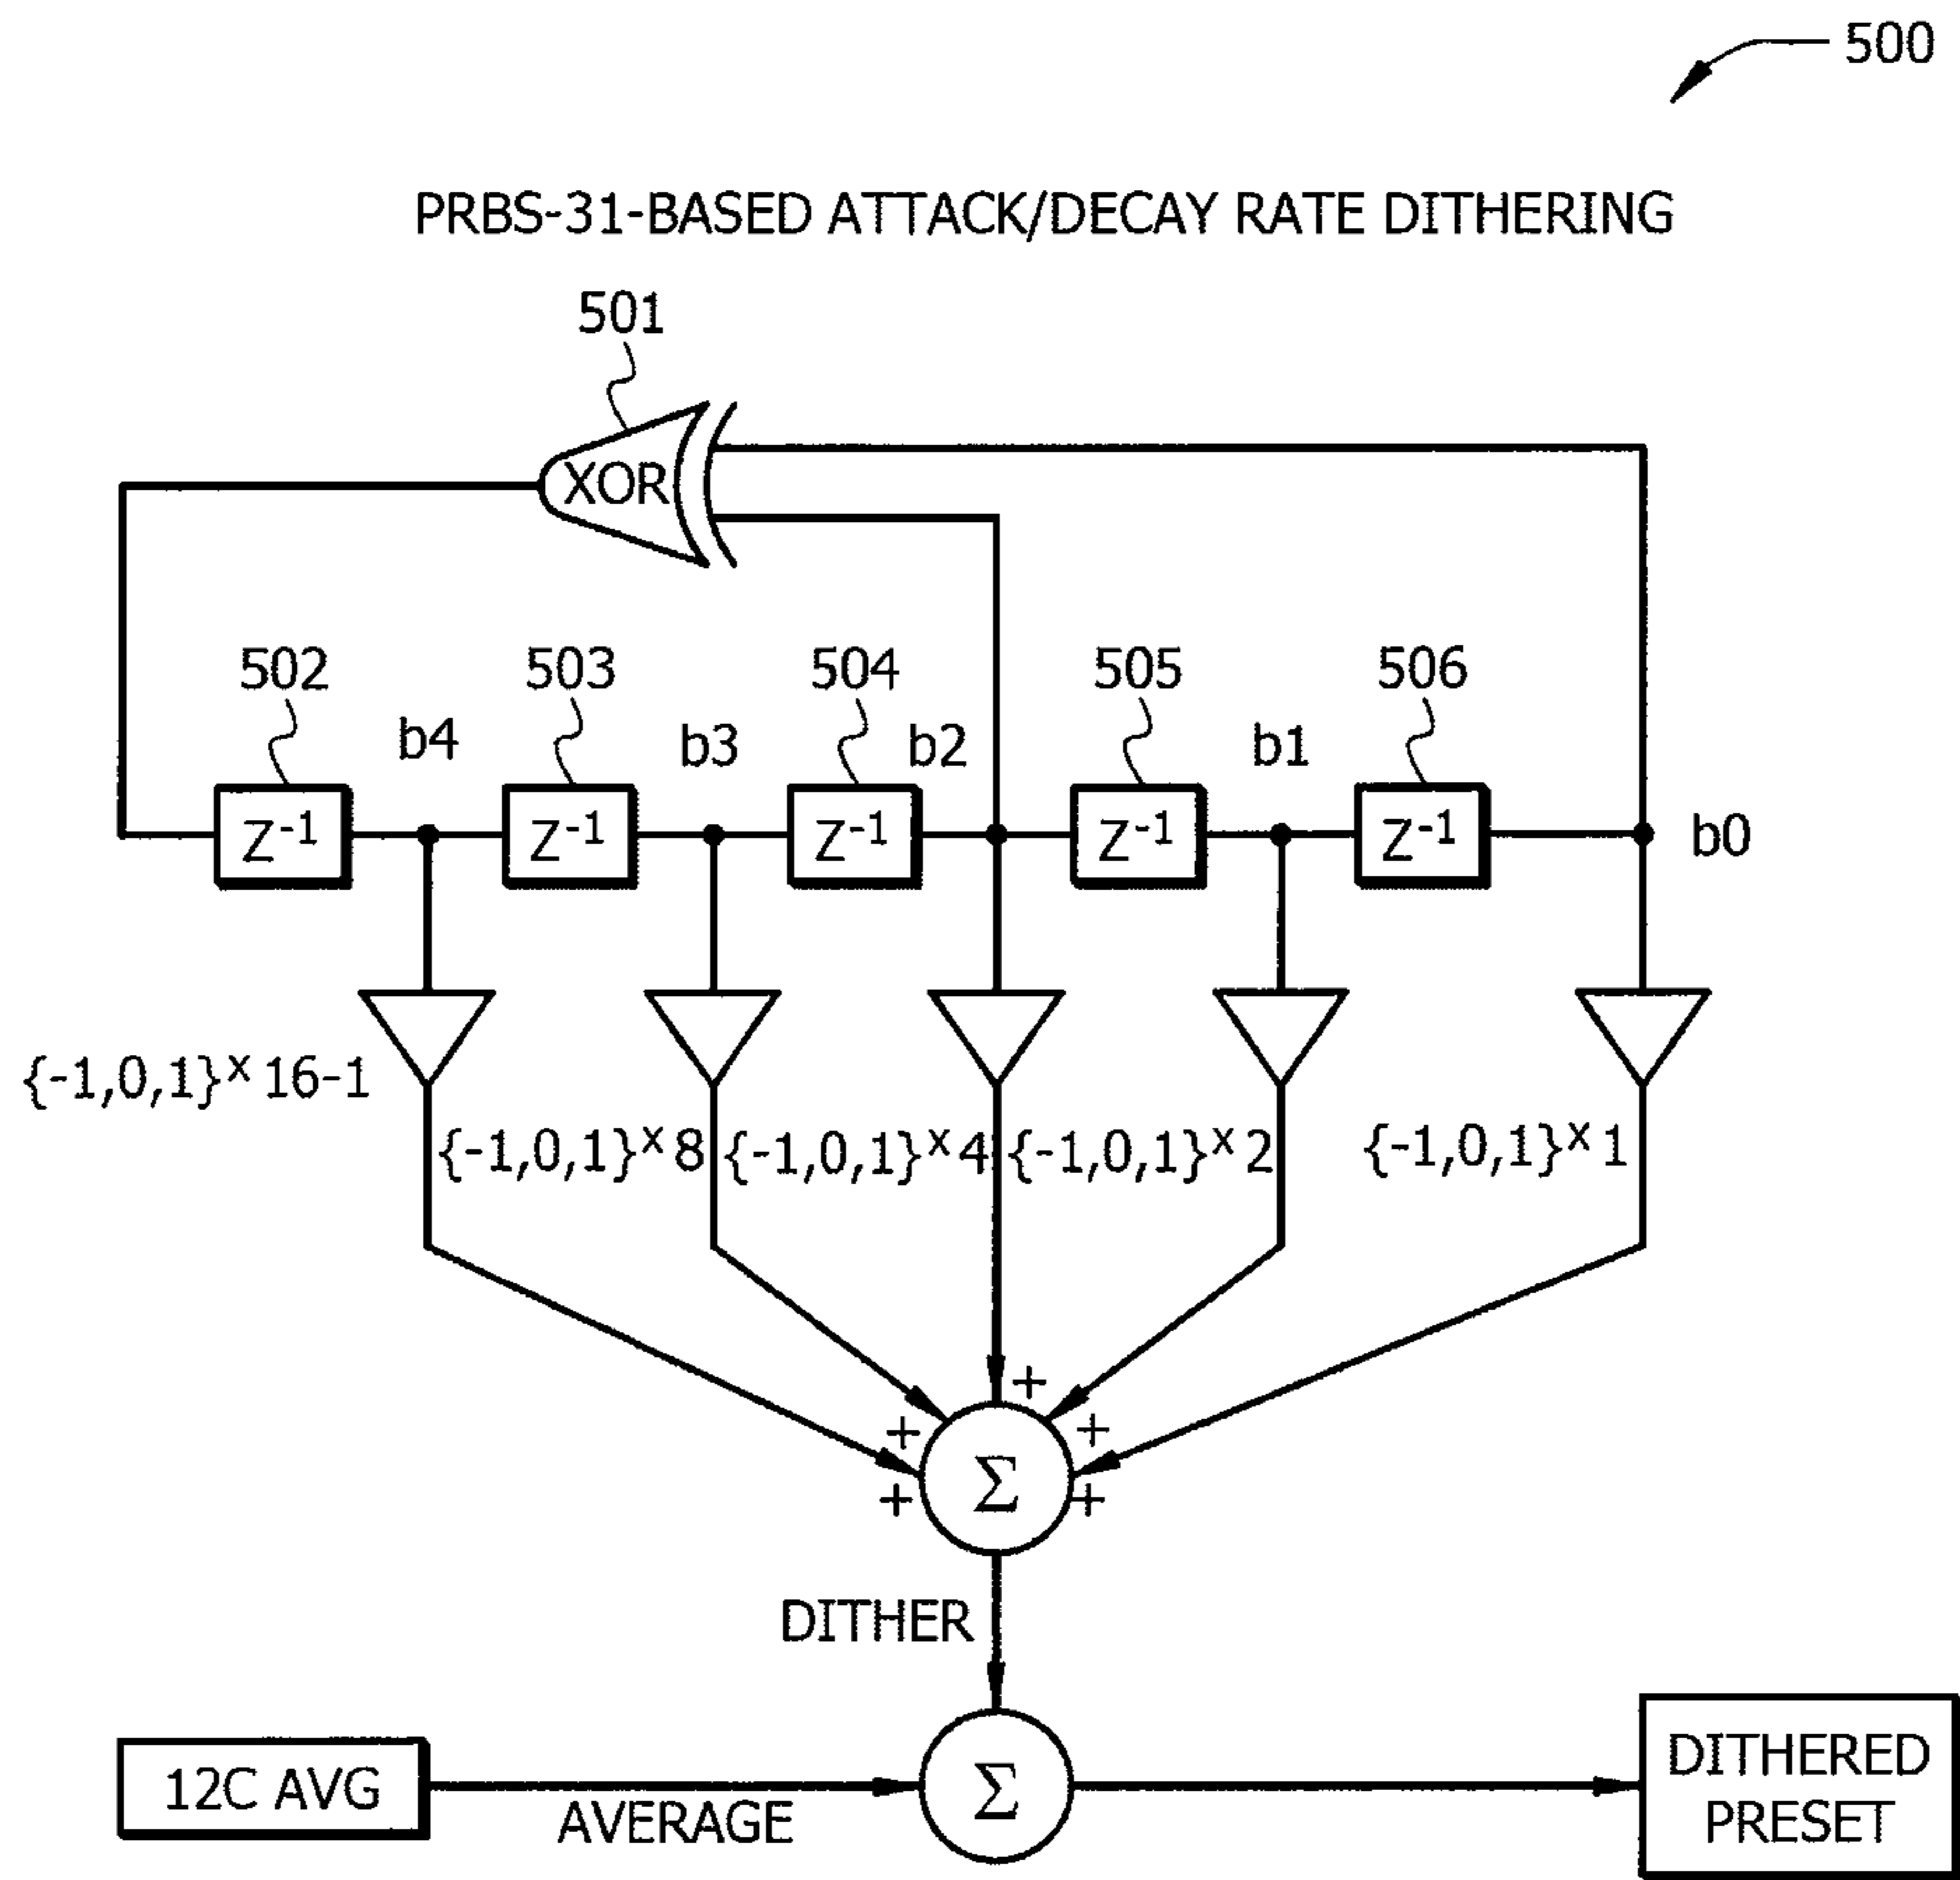 500
PRBS-31-BASED ATTACK/DECAY RATE DITHERING
501
XOR
502
503
504
505
506
b4
b3
b2
b1
b0
Z-1
Z-1
Z-1
Z-1
Z-1
{-1,0,1}x 16-1
{-1,0,1}x 8
{-1,0,1}x 4
{-1,0,1}x 2
{-1,0,1}x 1
+
+
+
+
+
Σ
DITHER
12C AVG
AVERAGE
Σ
DITHERED
PRESET